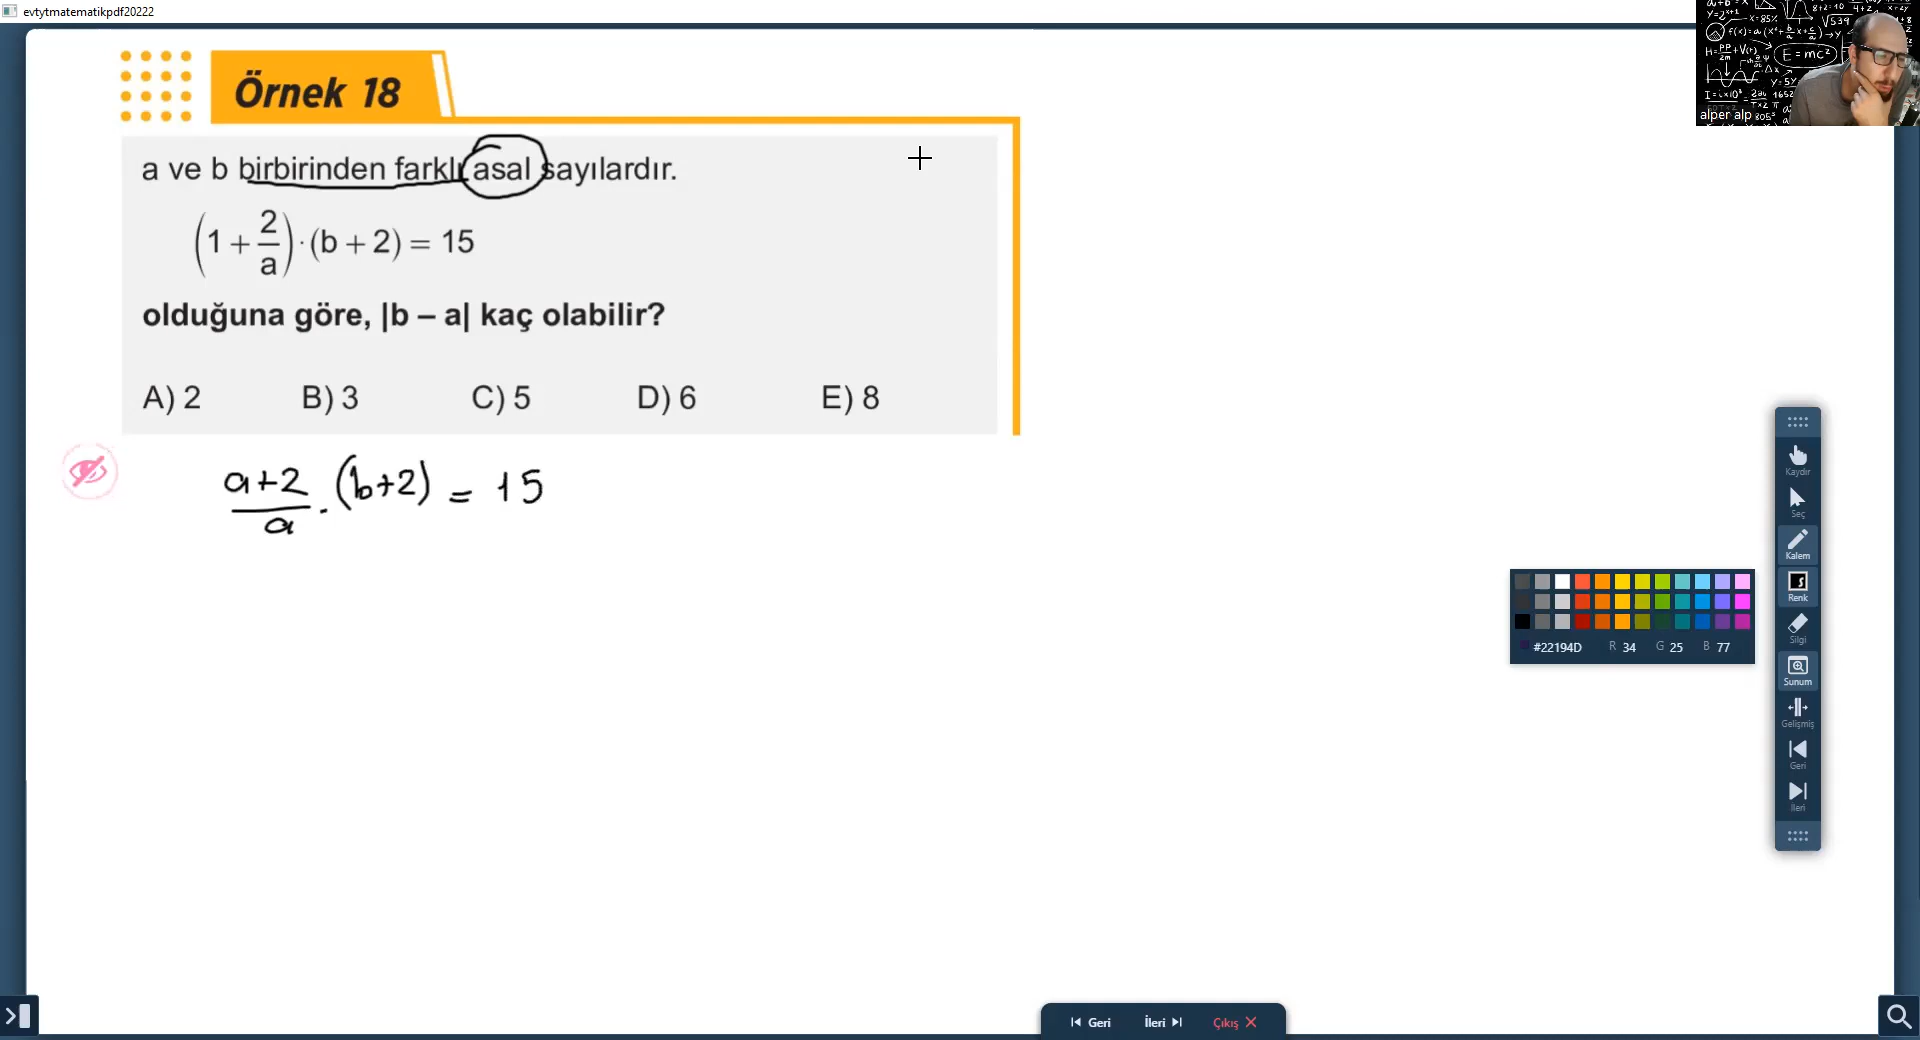 evtytmatematikpdf20222
Örnek 18
a ve b birbirinden farklı asal sayılardır.
(1 + 2/a) · (b + 2) = 15
olduğuna göre, |b – a| kaç olabilir?
A) 2 B) 3 C) 5 D) 6 E) 8
a+2/a . (b+2) = 15
alper alp
E = mc²
Kaydır
Seç
Kalem
Renk
Silgi
Sunum
Gelişmiş
Geri
İleri
#22194D R 34 G 25 B 77
Geri İleri Çıkış